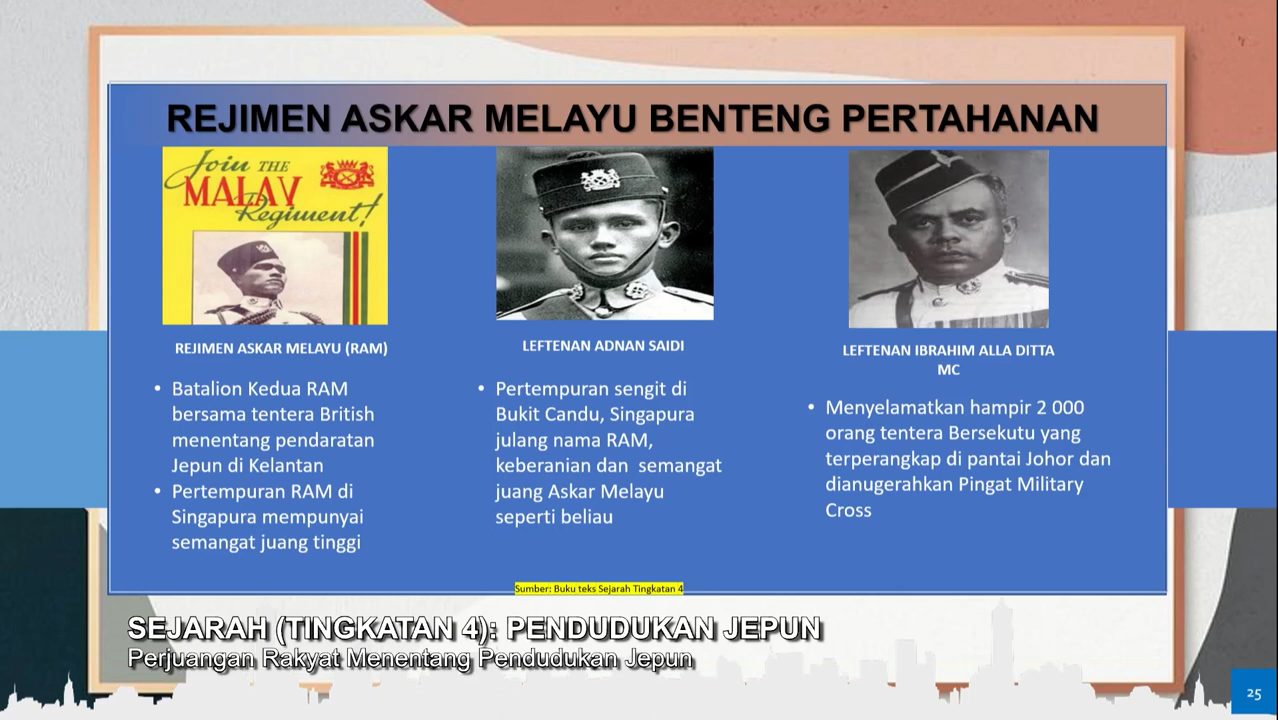 REJIMEN ASKAR MELAYU BENTENG PERTAHANAN
Join THE
MALAY
Regiment!
REJIMEN ASKAR MELAYU (RAM)
• Batalion Kedua RAM
bersama tentera British
menentang pendaratan
Jepun di Kelantan
• Pertempuran RAM di
Singapura mempunyai
semangat juang tinggi
LEFTENAN ADNAN SAIDI
• Pertempuran sengit di
Bukit Candu, Singapura
julang nama RAM,
keberanian dan semangat
juang Askar Melayu
seperti beliau
LEFTENAN IBRAHIM ALLA DITTA
MC
• Menyelamatkan hampir 2 000
orang tentera Bersekutu yang
terperangkap di pantai Johor dan
dianugerahkan Pingat Military
Cross
Sumber: Buku teks Sejarah Tingkatan 4
SEJARAH (TINGKATAN 4): PENDUDUKAN JEPUN
Perjuangan Rakyat Menentang Pendudukan Jepun
25